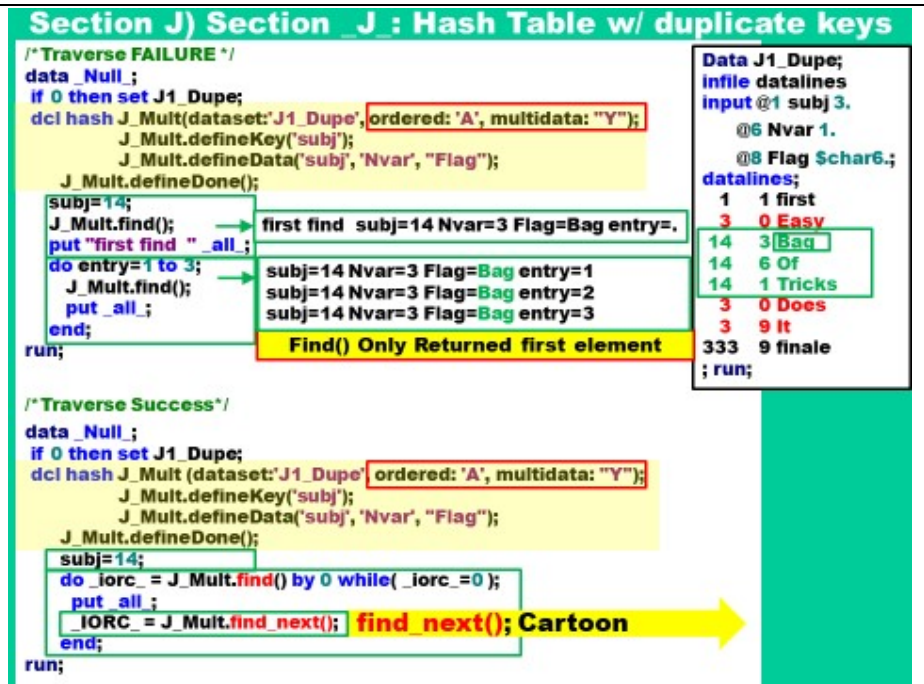 Section J) Section _J_: Hash Table w/ duplicate keys
/*Traverse FAILURE */
data _Null_;
if 0 then set J1_Dupe;
dcl hash J_Mult(dataset:'J1_Dupe', ordered: 'A', multidata: "Y");
J_Mult.defineKey('subj');
J_Mult.defineData('subj', 'Nvar', "Flag");
J_Mult.defineDone();
subj=14;
J_Mult.find();
put "first find " _all_;
do entry=1 to 3;
J_Mult.find();
put _all_;
end;
run;
first find subj=14 Nvar=3 Flag=Bag entry=.
subj=14 Nvar=3 Flag=Bag entry=1
subj=14 Nvar=3 Flag=Bag entry=2
subj=14 Nvar=3 Flag=Bag entry=3
Find() Only Returned first element
Data J1_Dupe;
infile datalines
input @1 subj 3.
@6 Nvar 1.
@8 Flag $char6.;
datalines;
1 1 first
3 0 Easy
14 3 Bag
14 6 Of
14 1 Tricks
3 0 Does
3 9 It
333 9 finale
; run;
/*Traverse Success*/
data _Null_;
if 0 then set J1_Dupe;
dcl hash J_Mult (dataset:'J1_Dupe', ordered: 'A', multidata: "Y");
J_Mult.defineKey('subj');
J_Mult.defineData('subj', 'Nvar', "Flag");
J_Mult.defineDone();
subj=14;
do _iorc_ = J_Mult.find() by 0 while( _iorc_=0 );
put _all_;
_IORC_ = J_Mult.find_next(); find_next(); Cartoon
end;
run;